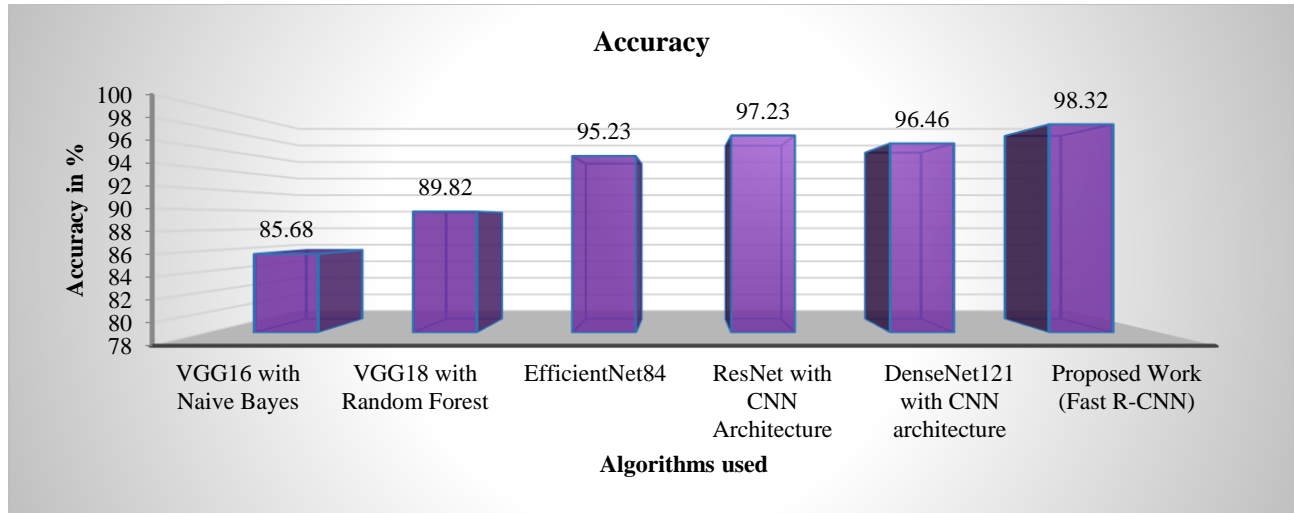 Accuracy
Accuracy in %
100
98
96
94
92
90
88
86
84
82
80
78
85.68
89.82
95.23
97.23
96.46
98.32
VGG16 with
Naive Bayes
VGG18 with
Random Forest
EfficientNet84
ResNet with
CNN
Architecture
DenseNet121
with CNN
architecture
Proposed Work
(Fast R-CNN)
Algorithms used